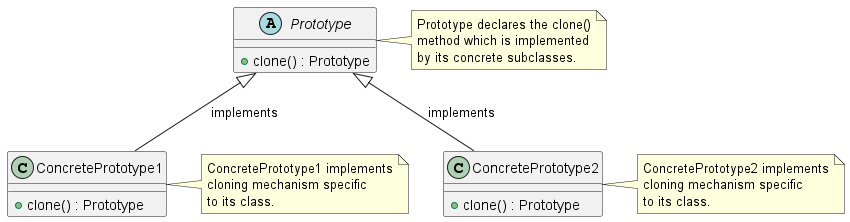 A Prototype
clone() : Prototype
Prototype declares the clone()
method which is implemented
by its concrete subclasses.
implements
implements
C ConcretePrototype1
clone() : Prototype
ConcretePrototype1 implements
cloning mechanism specific
to its class.
C ConcretePrototype2
clone() : Prototype
ConcretePrototype2 implements
cloning mechanism specific
to its class.